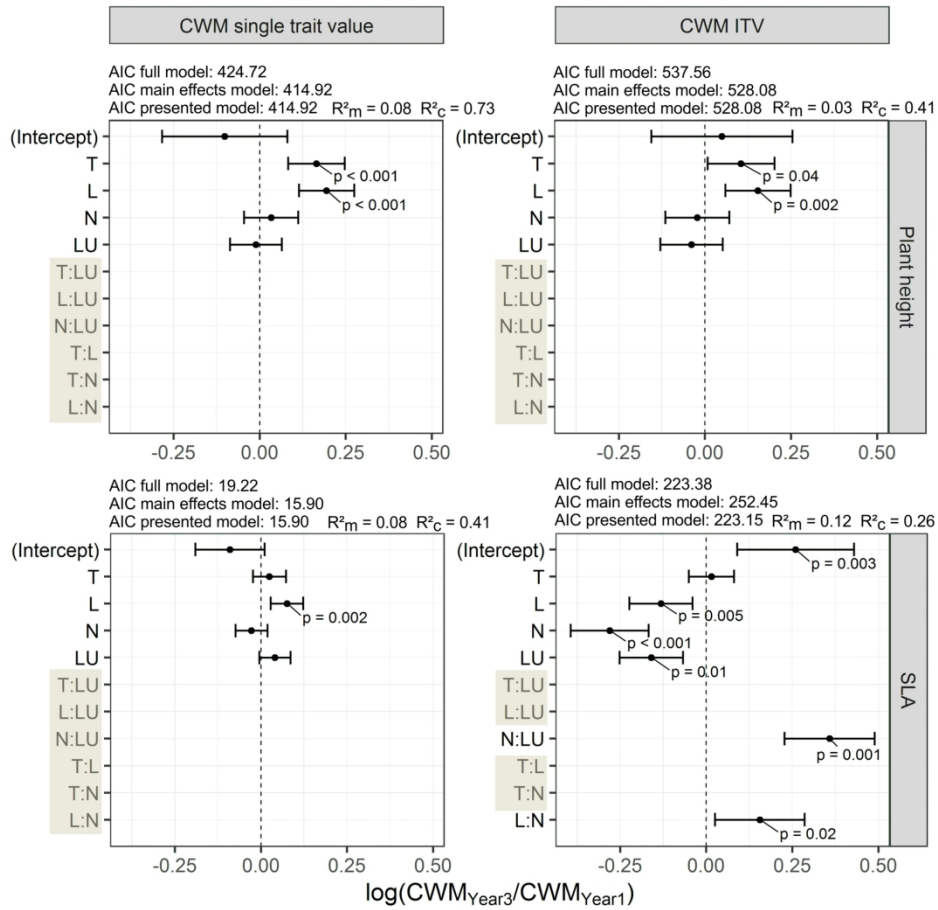 CWM single trait value
CWM ITV
AIC full model: 424.72
AIC main effects model: 414.92
AIC presented model: 414.92 R²m = 0.08 R²c = 0.73
(Intercept)
T
p < 0.001
L
p < 0.001
N
LU
T:LU
L:LU
N:LU
T:L
T:N
L:N
-0.25 0.00 0.25 0.50
AIC full model: 537.56
AIC main effects model: 528.08
AIC presented model: 528.08 R²m = 0.03 R²c = 0.41
(Intercept)
T
p = 0.04
L
p = 0.002
N
LU
T:LU
L:LU
N:LU
T:L
T:N
L:N
-0.25 0.00 0.25 0.50
Plant height
AIC full model: 19.22
AIC main effects model: 15.90
AIC presented model: 15.90 R²m = 0.08 R²c = 0.41
(Intercept)
T
L
p = 0.002
N
LU
T:LU
L:LU
N:LU
T:L
T:N
L:N
-0.25 0.00 0.25 0.50
AIC full model: 223.38
AIC main effects model: 252.45
AIC presented model: 223.15 R²m = 0.12 R²c = 0.26
(Intercept)
p = 0.003
T
L
p = 0.005
N
p < 0.001
LU
p = 0.01
T:LU
L:LU
N:LU
p = 0.001
T:L
T:N
L:N
p = 0.02
-0.25 0.00 0.25 0.50
SLA
log(CWMYear3/CWMYear1)